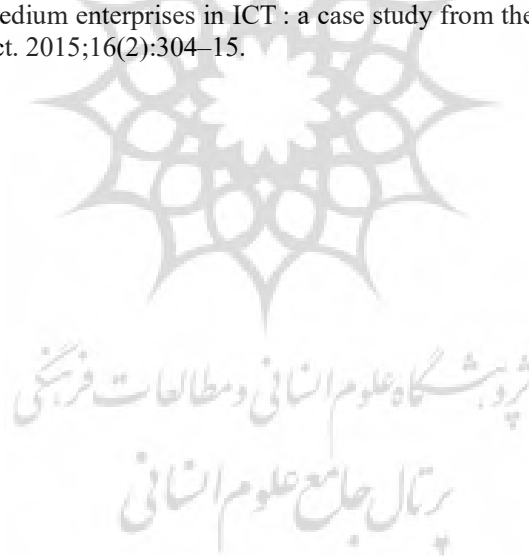 edium enterprises in ICT : a case study from the
ct. 2015;16(2):304–15.
پژوهشگاه علوم انسانی و مطالعات فرهنگی
پرتال جامع علوم انسانی